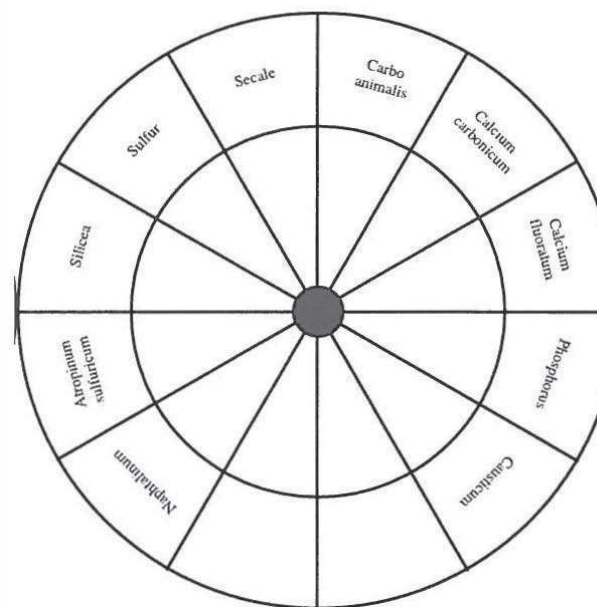 Secale
Carbo
animalis
Calcium
carbonicum
Calcium
fluoratum
Phosphorus
Causticum
Naphtalinum
Atropinum
sulfuricum
Silicea
Sulfur